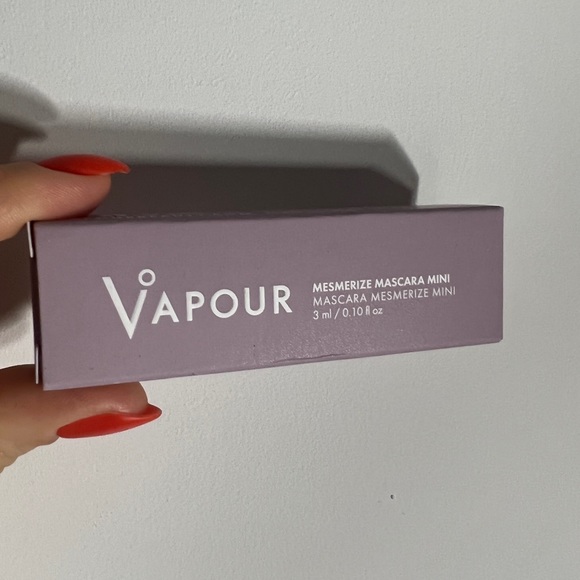 VAPOUR
MESMERIZE MASCARA MINI
MASCARA MESMERIZE MINI
3 ml / 0.10 fl oz